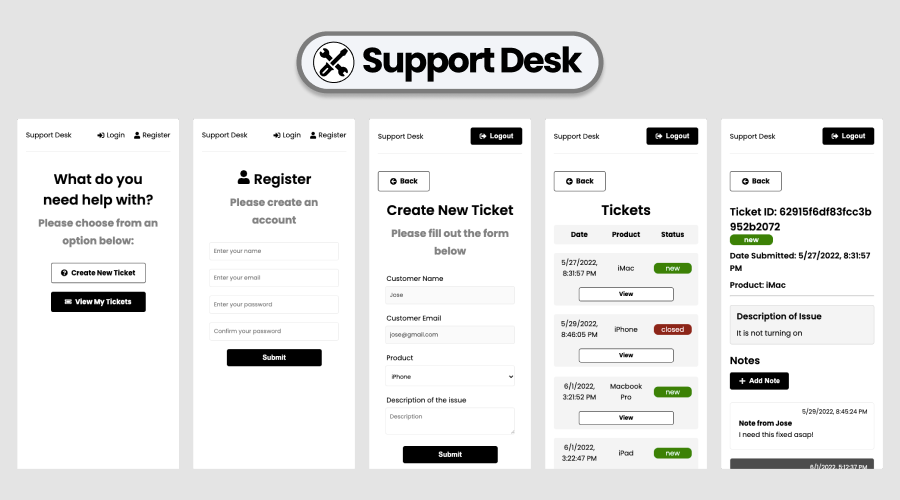 Support Desk
Support Desk
Login
Register
What do you
need help with?
Please choose from an
option below:
Create New Ticket
View My Tickets
Support Desk
Login
Register
Register
Please create an
account
Enter your name
Enter your email
Enter your password
Confirm your password
Submit
Support Desk
Logout
Back
Create New Ticket
Please fill out the form
below
Customer Name
Jose
Customer Email
jose@gmail.com
Product
iPhone
Description of the issue
Description
Submit
Support Desk
Logout
Back
Tickets
Date Product Status
5/27/2022,
8:31:57 PM
iMac
new
View
5/29/2022,
8:46:05 PM
iPhone
closed
View
6/1/2022,
3:21:52 PM
Macbook
Pro
new
View
6/1/2022,
3:22:47 PM
iPad
new
Support Desk
Logout
Back
Ticket ID: 62915f6df83fcc3b
952b2072
new
Date Submitted: 5/27/2022, 8:31:57
PM
Product: iMac
Description of Issue
It is not turning on
Notes
Add Note
5/29/2022, 8:45:24 PM
Note from Jose
I need this fixed asap!
6/1/2022, 5:12:37 PM